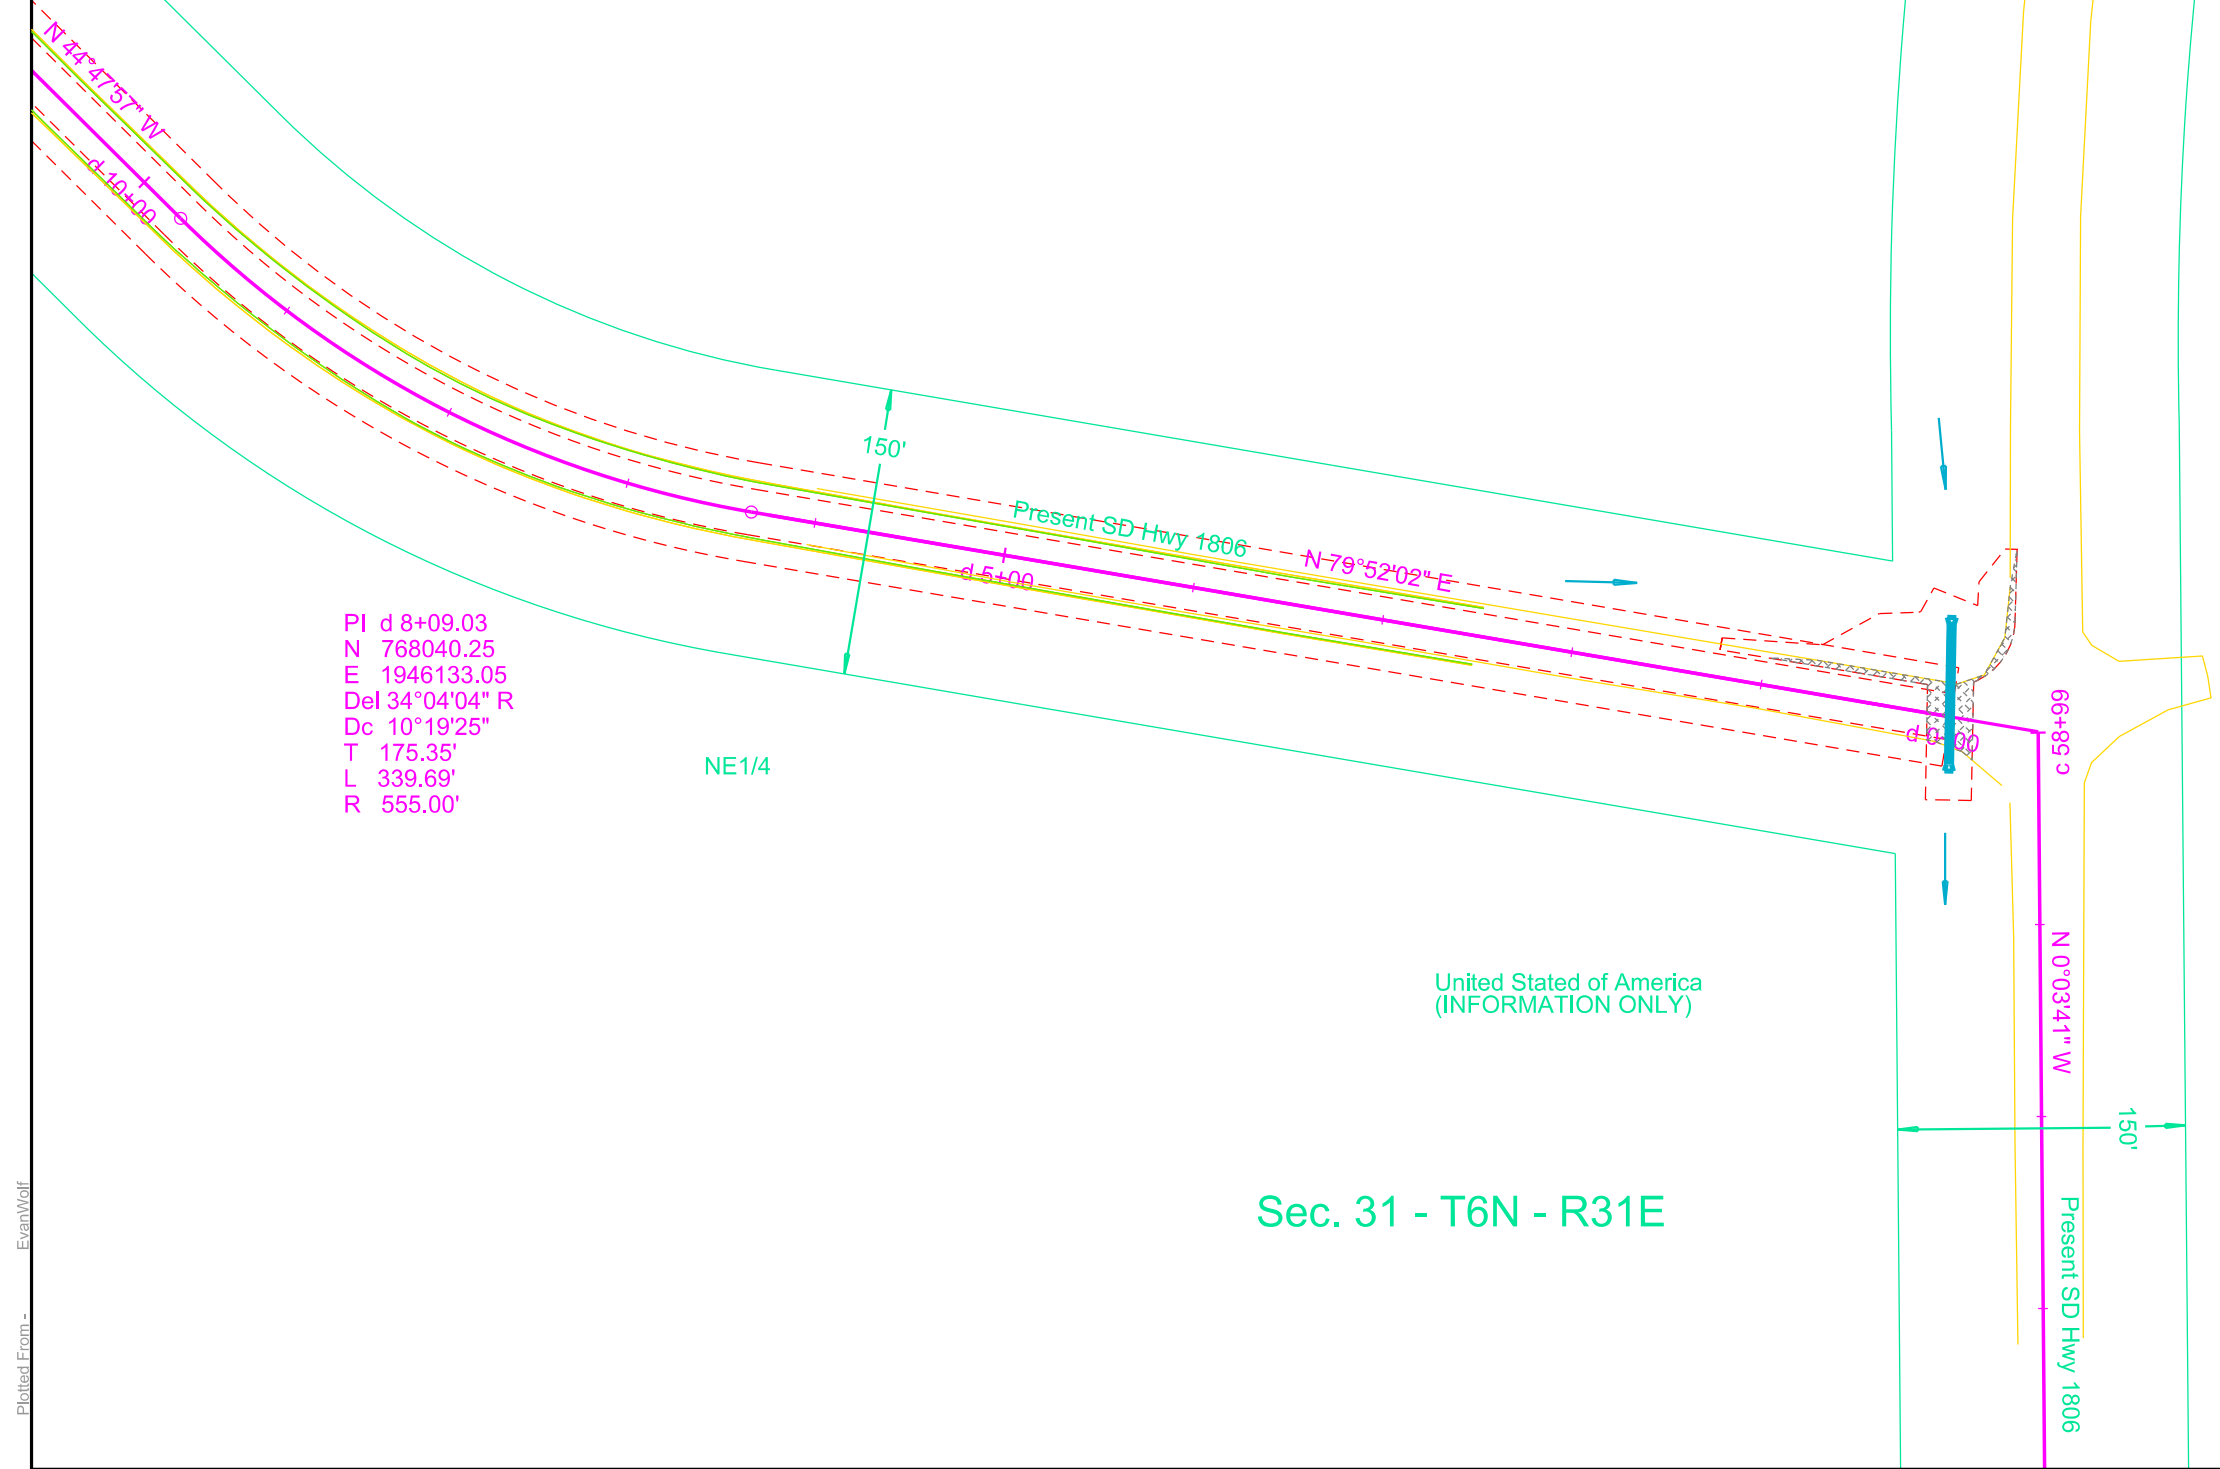 N 44°47'57" W
d 10+00
150'
Present SD Hwy 1806
N 79°52'02" E
d 5+00
PI d 8+09.03
N 768040.25
E 1946133.05
Del 34°04'04" R
Dc 10°19'25"
T 175.35'
L 339.69'
R 555.00'
NE1/4
d 0+00
66+58 c
N 0°03'41" W
United Stated of America
(INFORMATION ONLY)
150'
Sec. 31 - T6N - R31E
Present SD Hwy 1806
EvanWolf
Plotted From -